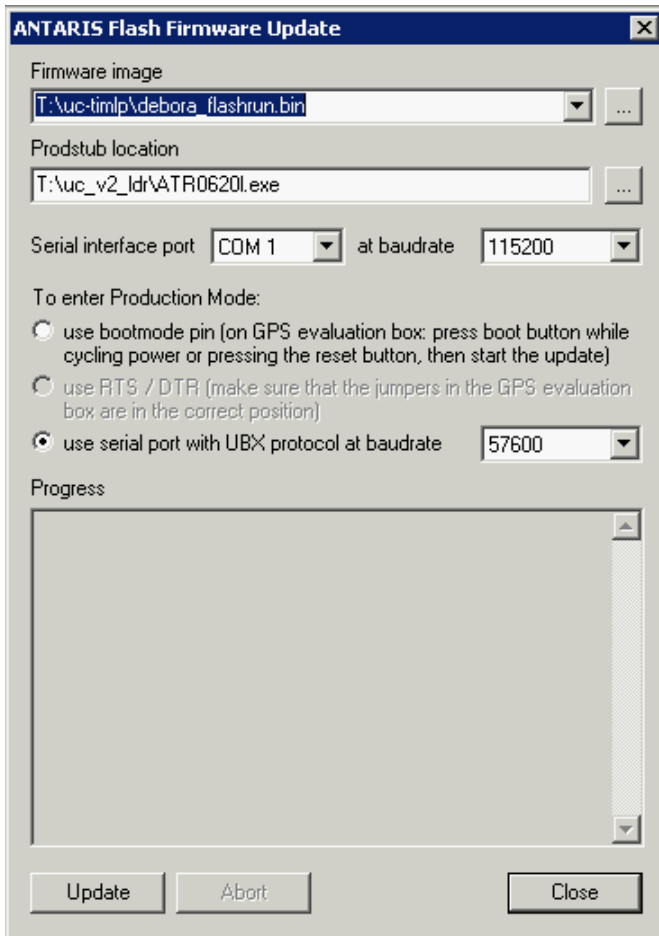 ANTARIS Flash Firmware Update
Firmware image
T:\uc-timlp\debora_flashrun.bin
...
Prodstub location
T:\uc_v2_ldr\ATR0620l.exe
...
Serial interface port COM 1 at baudrate 115200
To enter Production Mode:
use bootmode pin (on GPS evaluation box: press boot button while
cycling power or pressing the reset button, then start the update)
use RTS / DTR (make sure that the jumpers in the GPS evaluation
box are in the correct position)
use serial port with UBX protocol at baudrate 57600
Progress
Update Abort Close